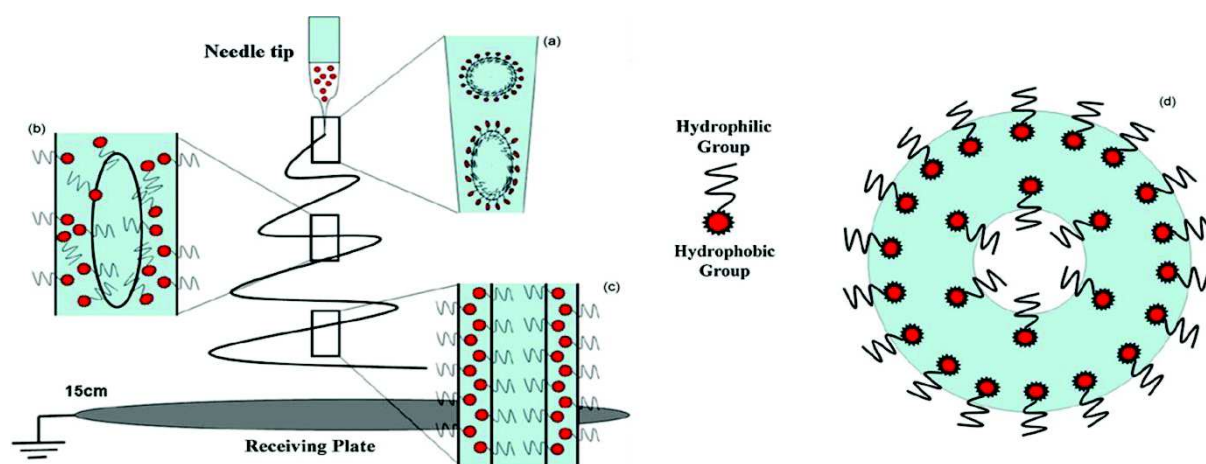 Needle tip
(a)
(b)
(c)
15cm
Receiving Plate
Hydrophilic
Group
Hydrophobic
Group
(d)